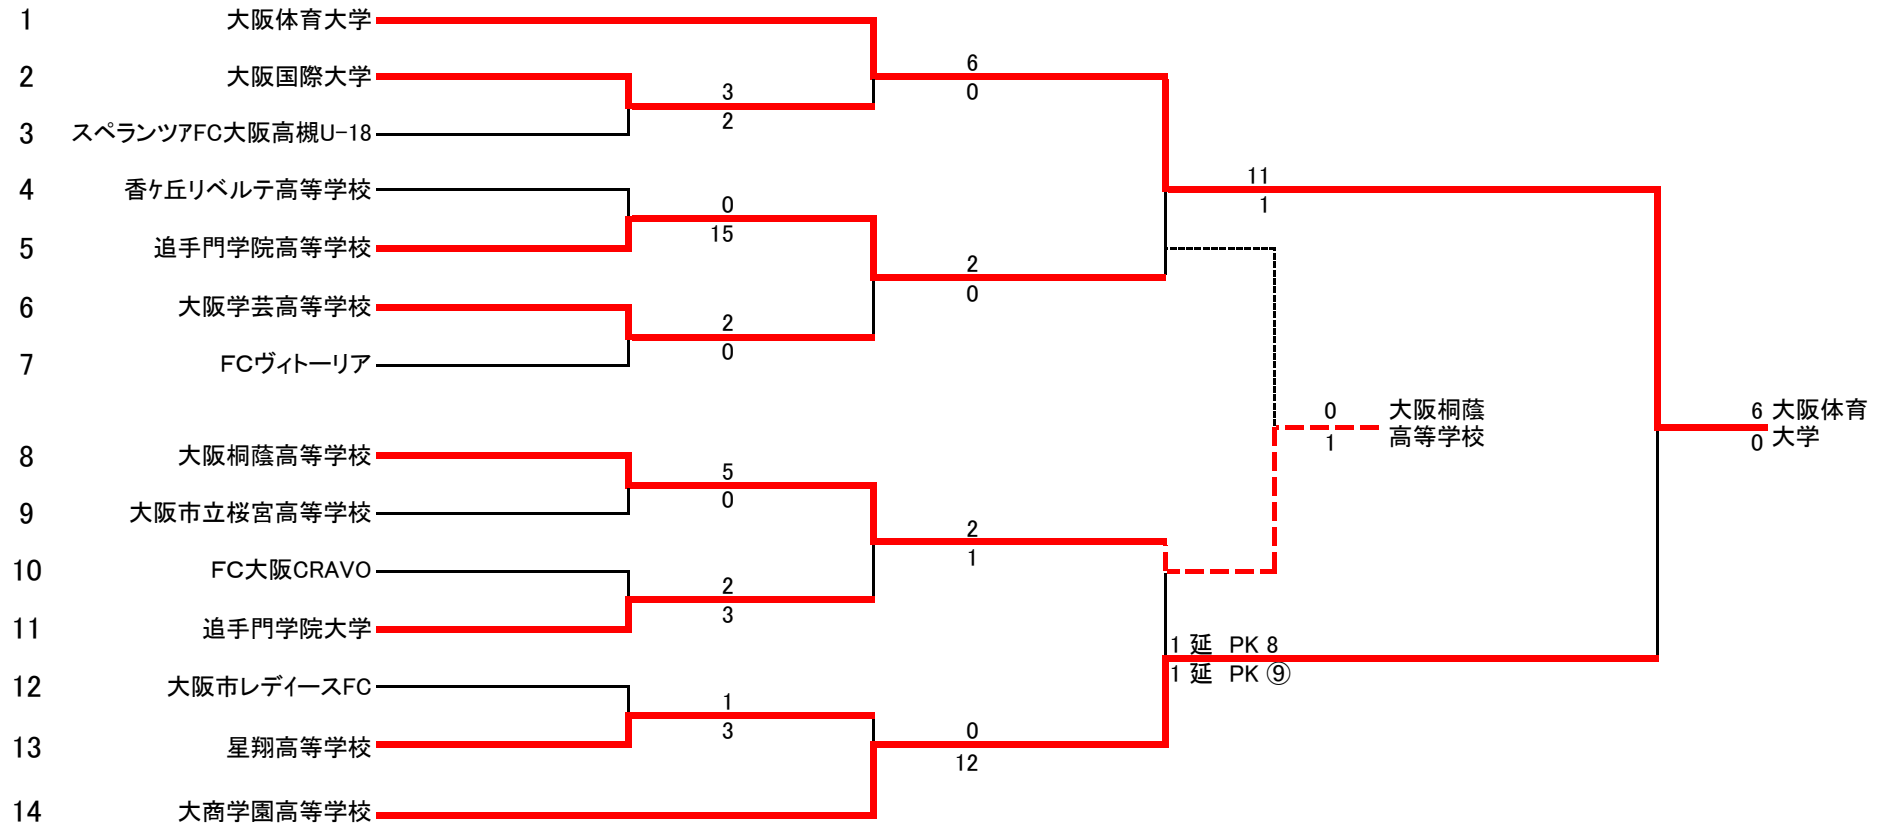 1 大阪体育大学
6
2 大阪国際大学
3
0
2
3 スペランツァFC大阪高槻U-18
11
4 香ケ丘リベルテ高等学校
0
1
15
5 追手門学院高等学校
2
0
6 大阪学芸高等学校
2
0
7 FCヴィトーリア
0 大阪桐蔭
1 高等学校
6 大阪体育
0 大学
8 大阪桐蔭高等学校
5
0
9 大阪市立桜宮高等学校
2
1
10 FC大阪CRAVO
2
3
11 追手門学院大学
1 延 PK 8
1 延 PK ⑨
12 大阪市レディースFC
1
3
13 星翔高等学校
0
12
14 大商学園高等学校